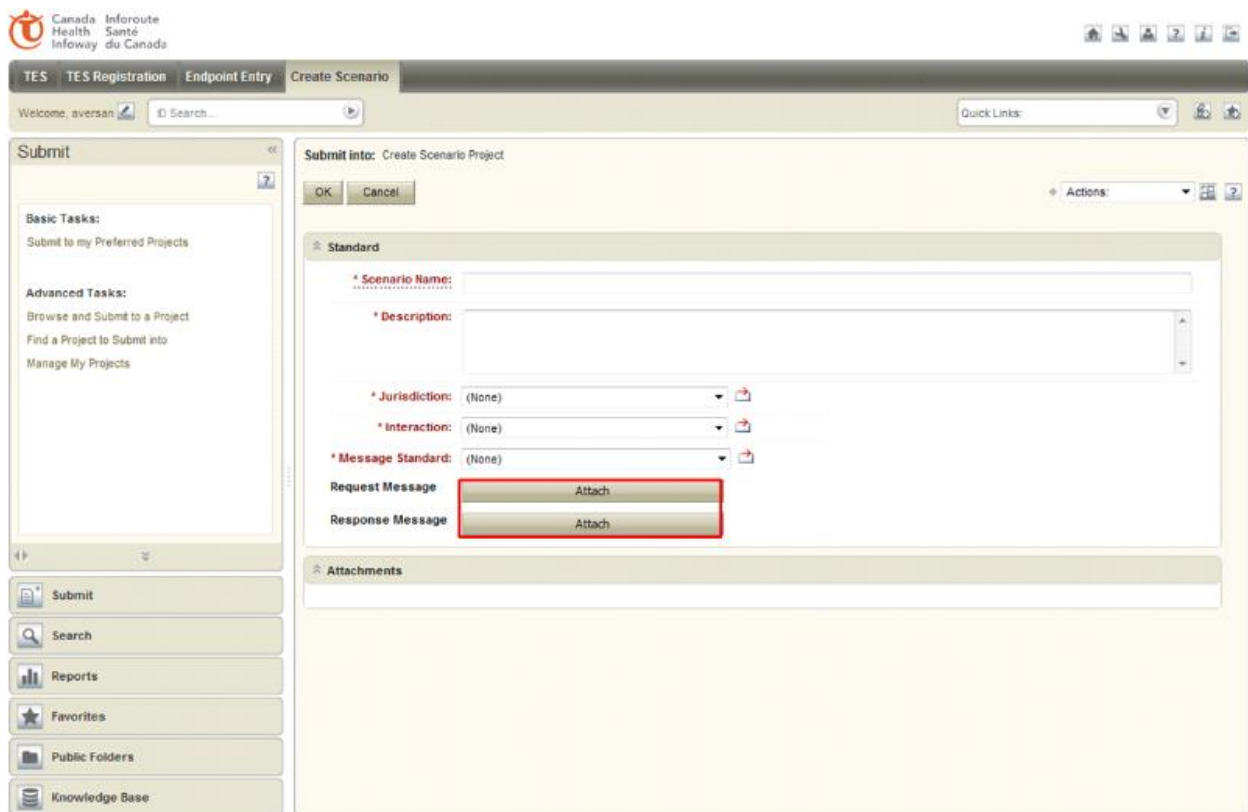 Canada Inforoute
Health Santé
Infoway du Canada
TES TES Registration Endpoint Entry Create Scenario
Welcome, aversan ID Search... Quick Links:
Submit
?
Basic Tasks:
Submit to my Preferred Projects
Advanced Tasks:
Browse and Submit to a Project
Find a Project to Submit into
Manage My Projects
Submit
Search
Reports
Favorites
Public Folders
Knowledge Base
Submit into: Create Scenario Project
OK Cancel Actions: ?
Standard
* Scenario Name:
* Description:
* Jurisdiction: (None)
* Interaction: (None)
* Message Standard: (None)
Request Message Attach
Response Message Attach
Attachments